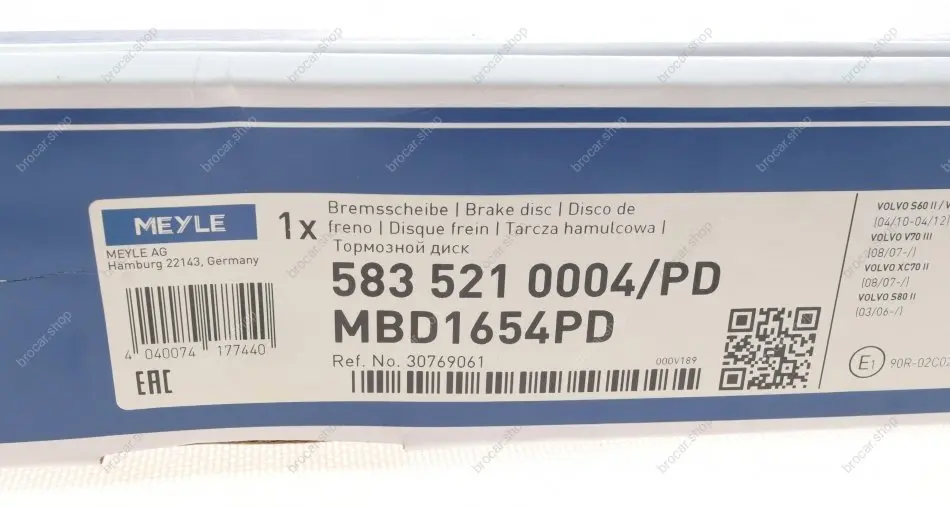 MEYLE
MEYLE AG
Hamburg 22143, Germany
4 040074 177440
EAC
1x
Bremsscheibe | Brake disc | Disco de
freno | Disque frein | Tarcza hamulcowa |
Тормозной диск
583 521 0004/PD
MBD1654PD
Ref. No. 30769061
000V189
VOLVO S60 II / V
(04/10-04/12)
VOLVO V70 III
(08/07-/)
VOLVO XC70 II
(08/07-/)
VOLVO S80 II
(03/06-/)
E1 90R-02C02
brocar.shop